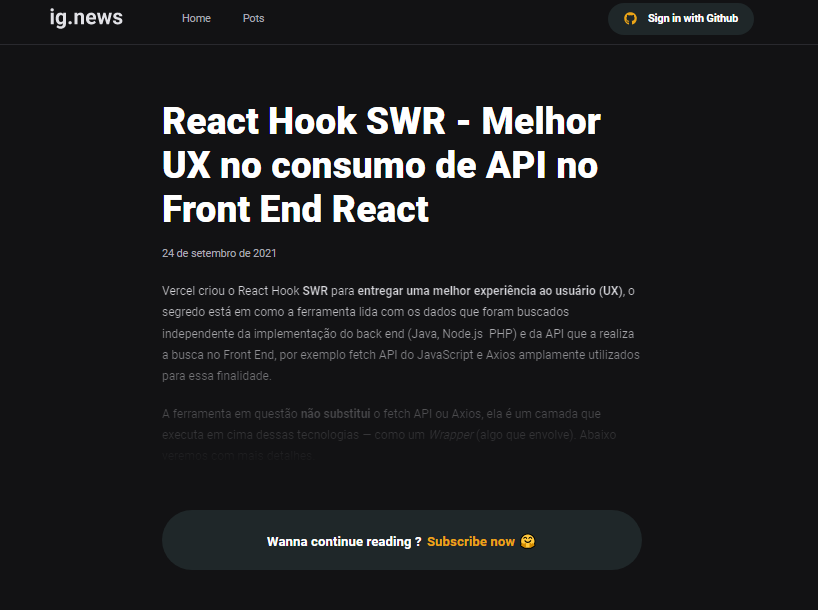 ig.news
Home
Pots
Sign in with Github
React Hook SWR - Melhor
UX no consumo de API no
Front End React
24 de setembro de 2021
Vercel criou o React Hook SWR para entregar uma melhor experiência ao usuário (UX), o
segredo está em como a ferramenta lida com os dados que foram buscados
independente da implementação do back end (Java, Node.js  PHP) e da API que a realiza
a busca no Front End, por exemplo fetch API do JavaScript e Axios amplamente utilizados
para essa finalidade.
A ferramenta em questão não substitui o fetch API ou Axios, ela é um camada que
executa em cima dessas tecnologias — como um Wrapper (algo que envolve). Abaixo
veremos com mais detalhes.
Wanna continue reading ? Subscribe now 🤗